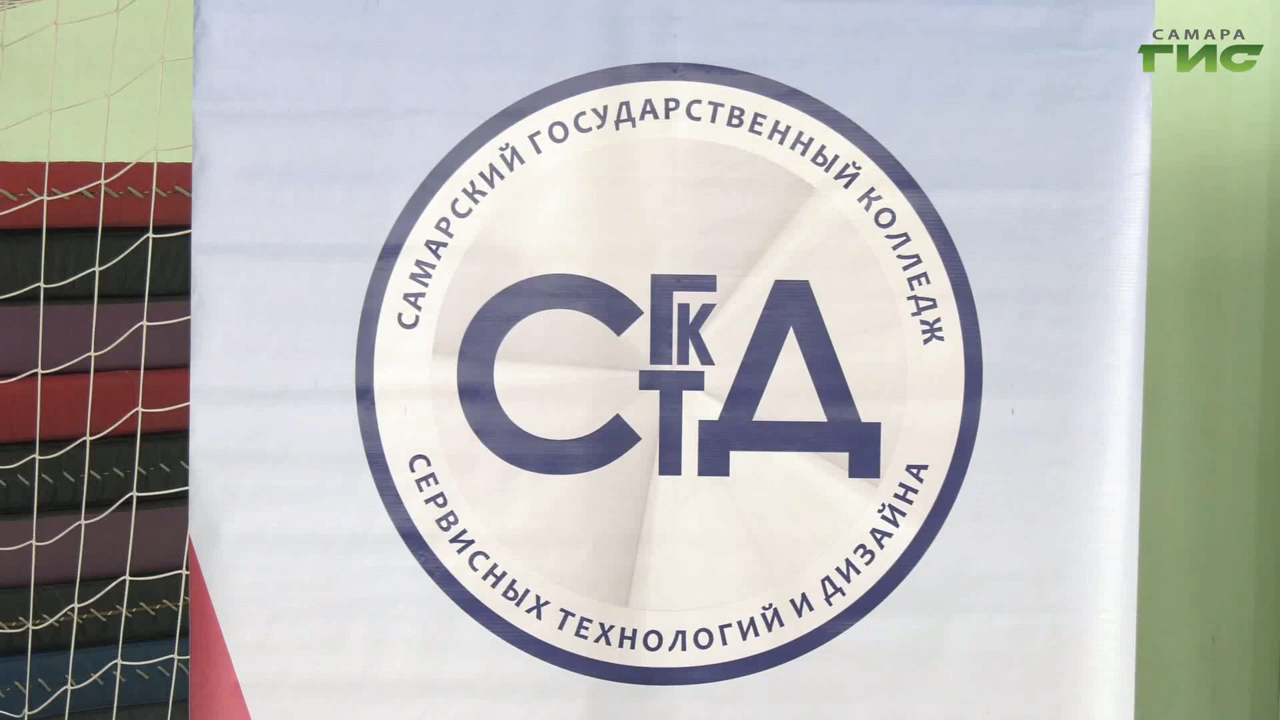 САМАРА
ГИС
САМАРСКИЙ ГОСУДАРСТВЕННЫЙ КОЛЛЕДЖ
СГКТД
СЕРВИСНЫХ ТЕХНОЛОГИЙ И ДИЗАЙНА